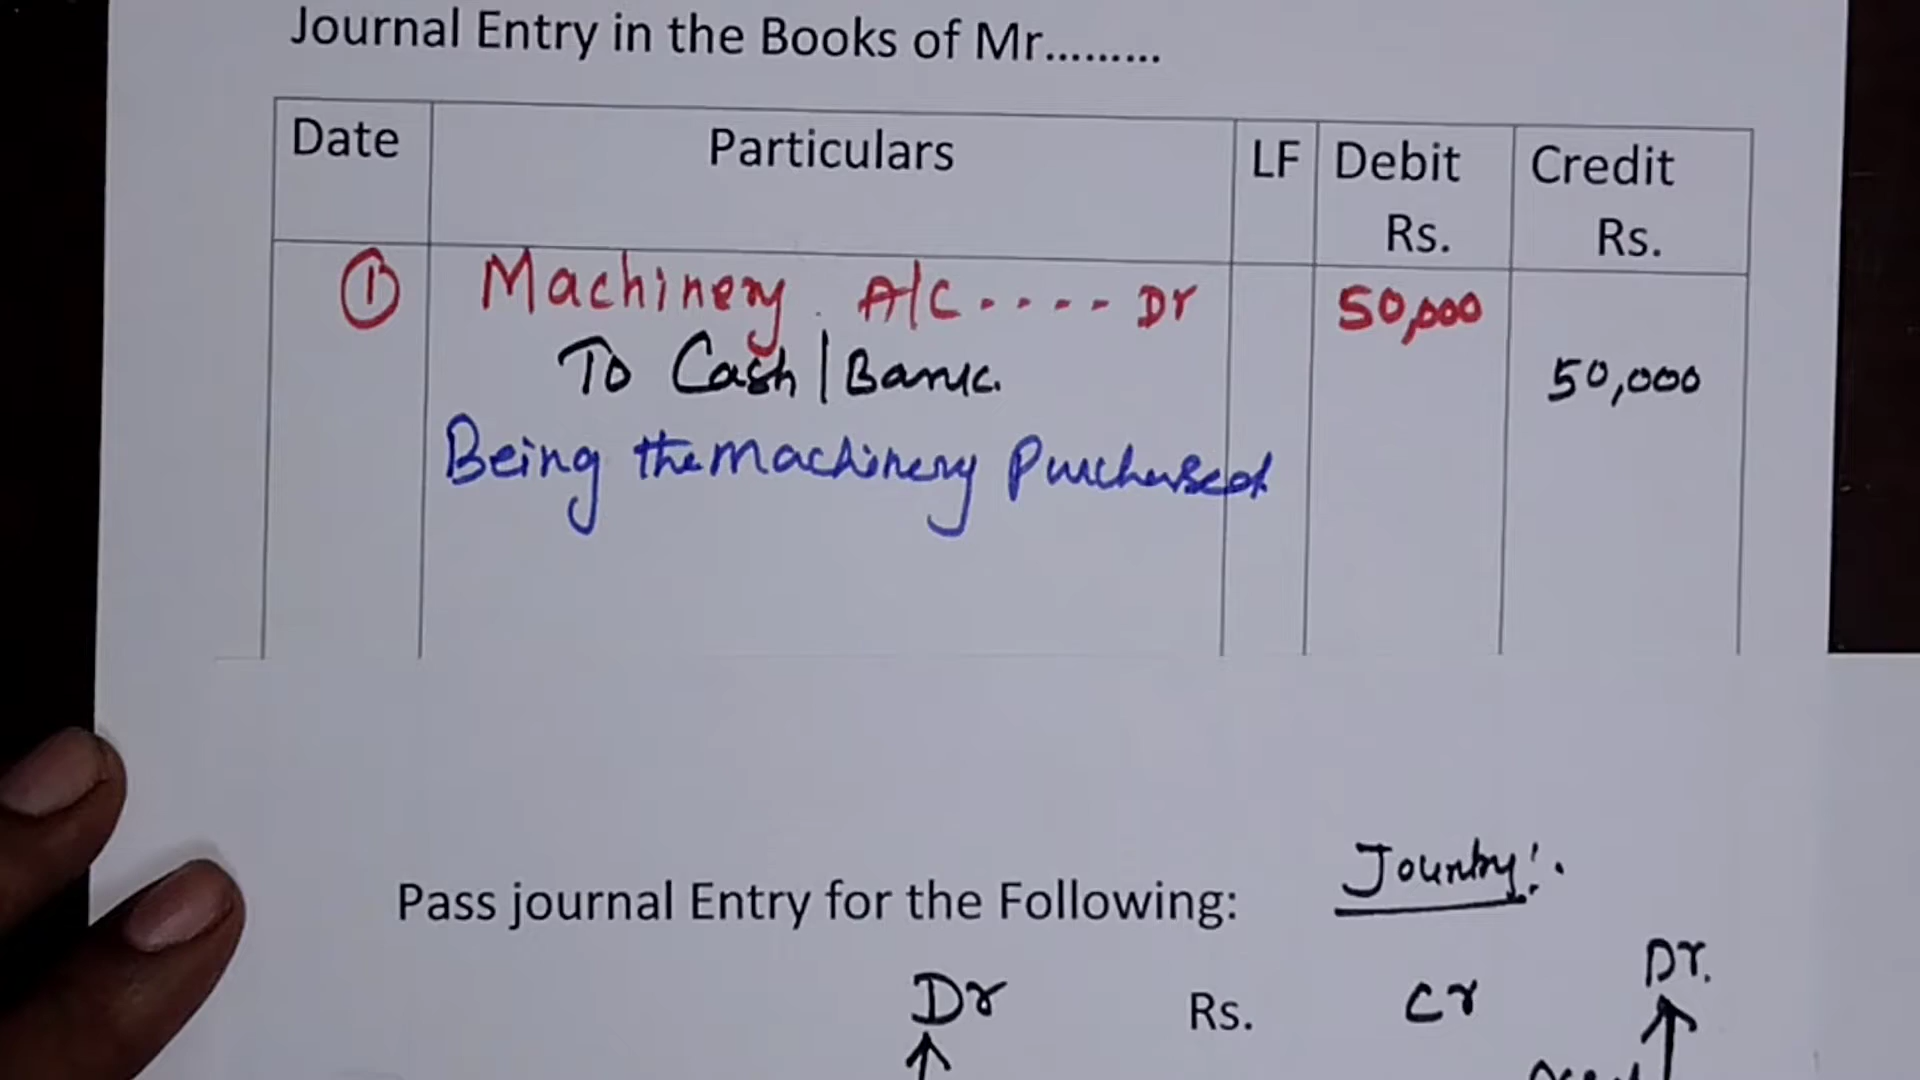 Journal Entry in the Books of Mr.........
Date Particulars LF Debit Rs. Credit Rs.
① Machinery A/C .... Dr 50,000
To Cash | Bank. 50,000
Being the machinery Purchased
Pass journal Entry for the Following:
Dr Rs. Cr Dr.